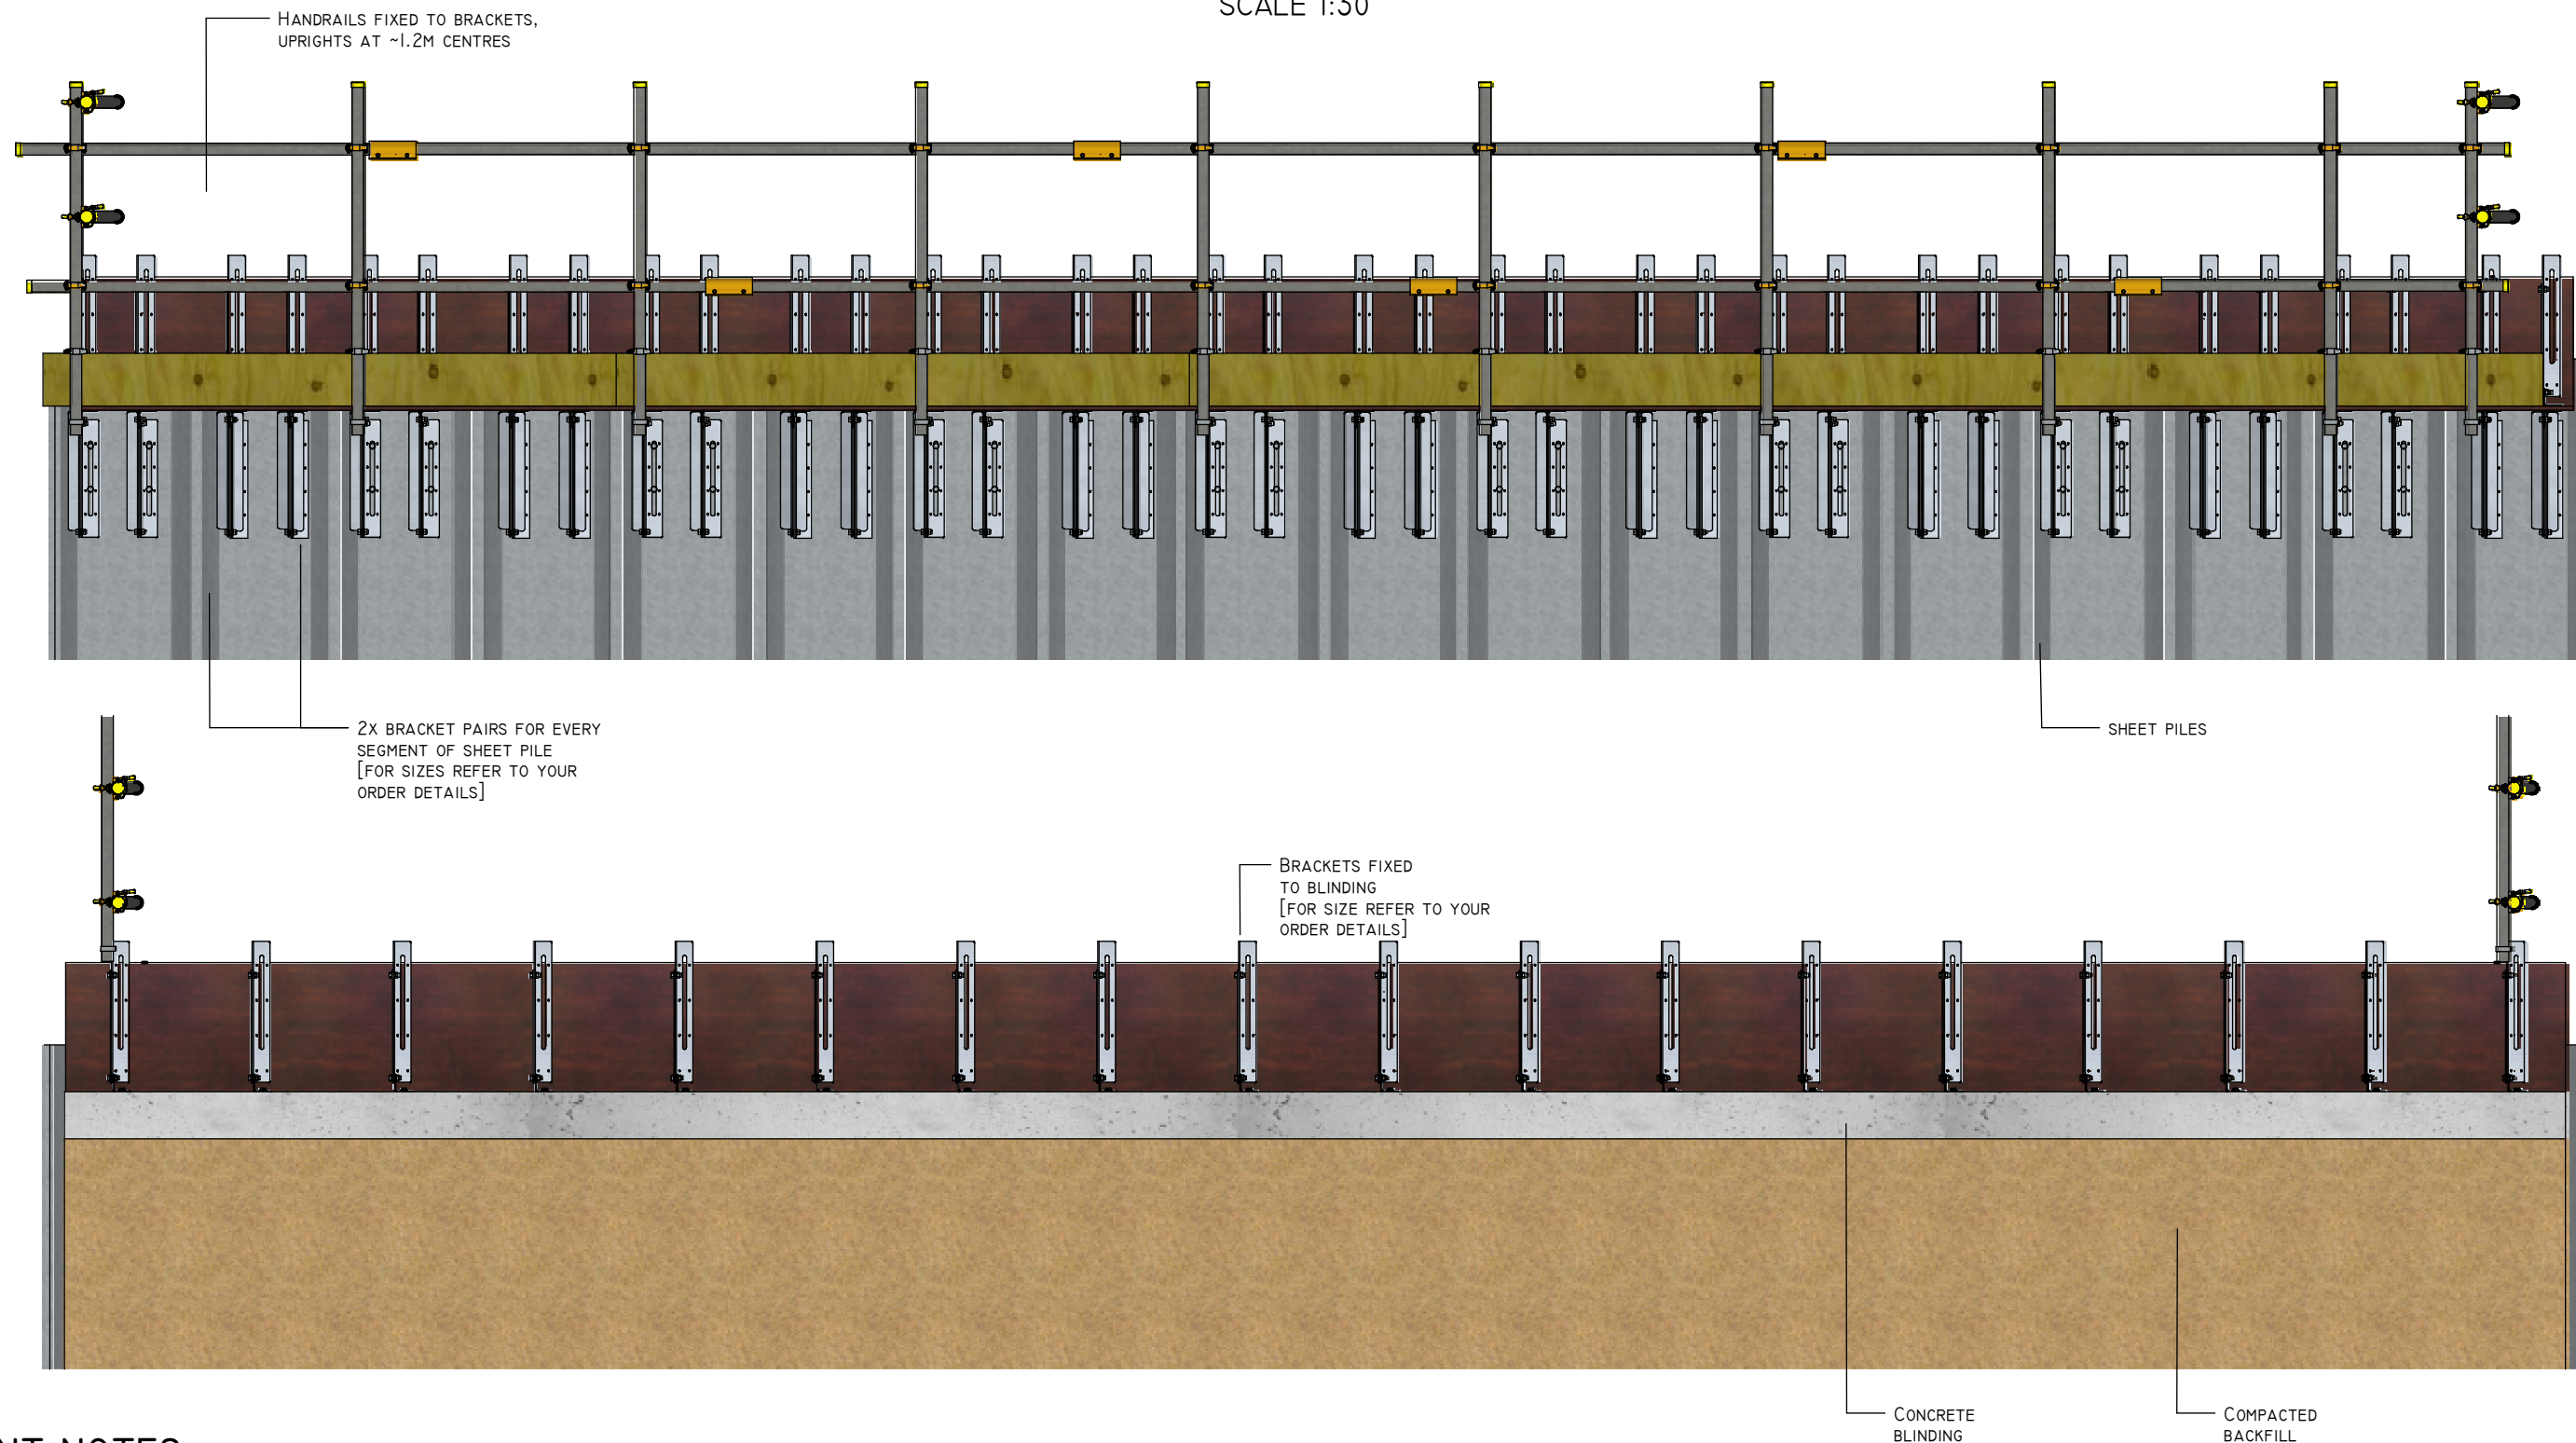 SCALE 1:30
HANDRAILS FIXED TO BRACKETS,
UPRIGHTS AT ~1.2M CENTRES
2X BRACKET PAIRS FOR EVERY
SEGMENT OF SHEET PILE
[FOR SIZES REFER TO YOUR
ORDER DETAILS]
SHEET PILES
BRACKETS FIXED
TO BLINDING
[FOR SIZE REFER TO YOUR
ORDER DETAILS]
CONCRETE
BLINDING
COMPACTED
BACKFILL
NOTES